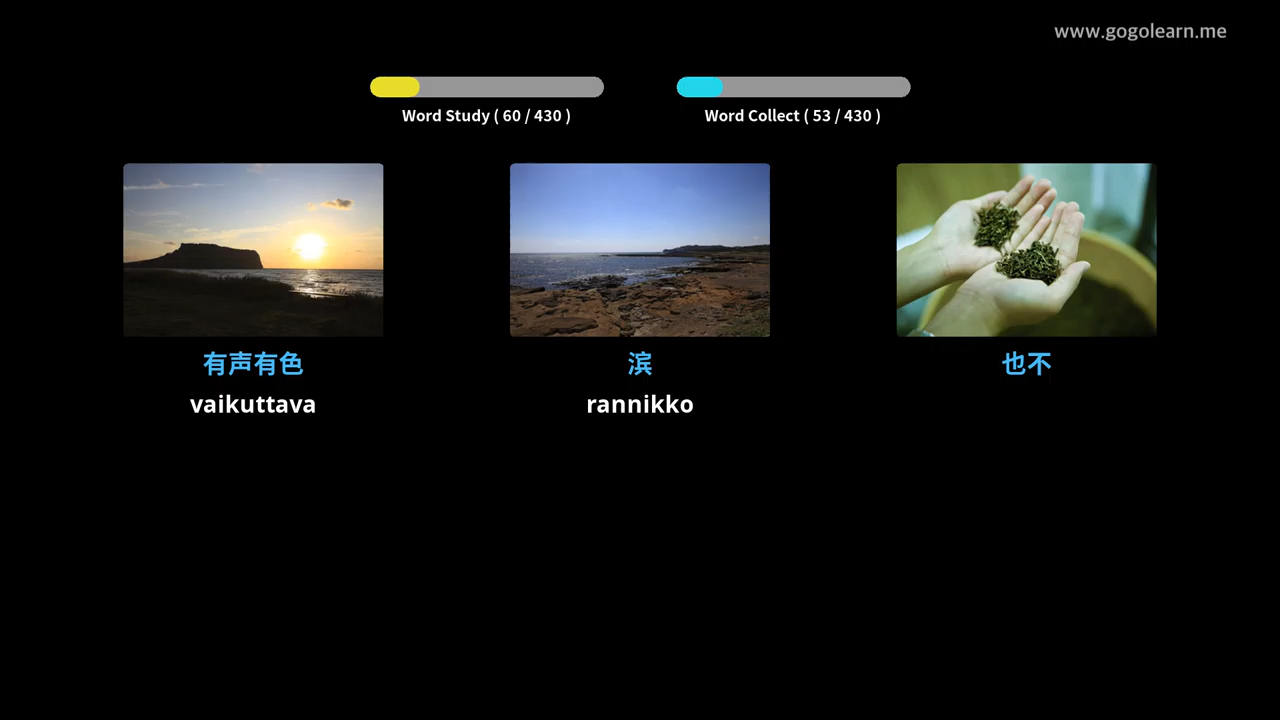 www.gogolearn.me
Word Study ( 60 / 430 )
Word Collect ( 53 / 430 )
有声有色
滨
也不
vaikuttava
rannikko